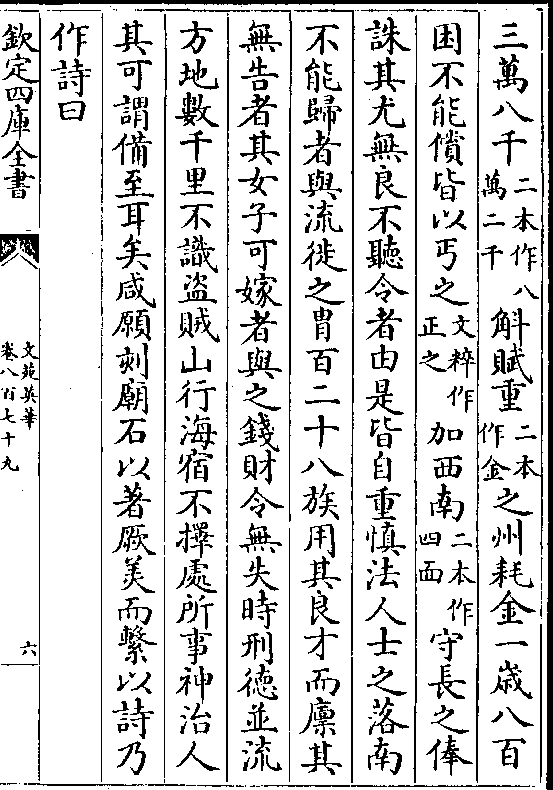 三萬八千二本作八萬二千斛賦重二本作金之州耗金一歳八百
困不能償皆以丐之文粹作正之加西南二本作四面守長之俸
誅其尤無良不聽令者由是皆自重慎法人士之落南
不能歸者與流徙之胄百二十八族用其良才而廪其
無告者其女子可嫁者與之錢財令無失時刑徳並流
方地數千里不識盜賊山行海宿不擇處所事神治人
其可謂備至耳矣咸願刻廟石以著厥美而繫以詩乃
作詩曰
欽定四庫全書
文苑英華
卷八百七十九
六